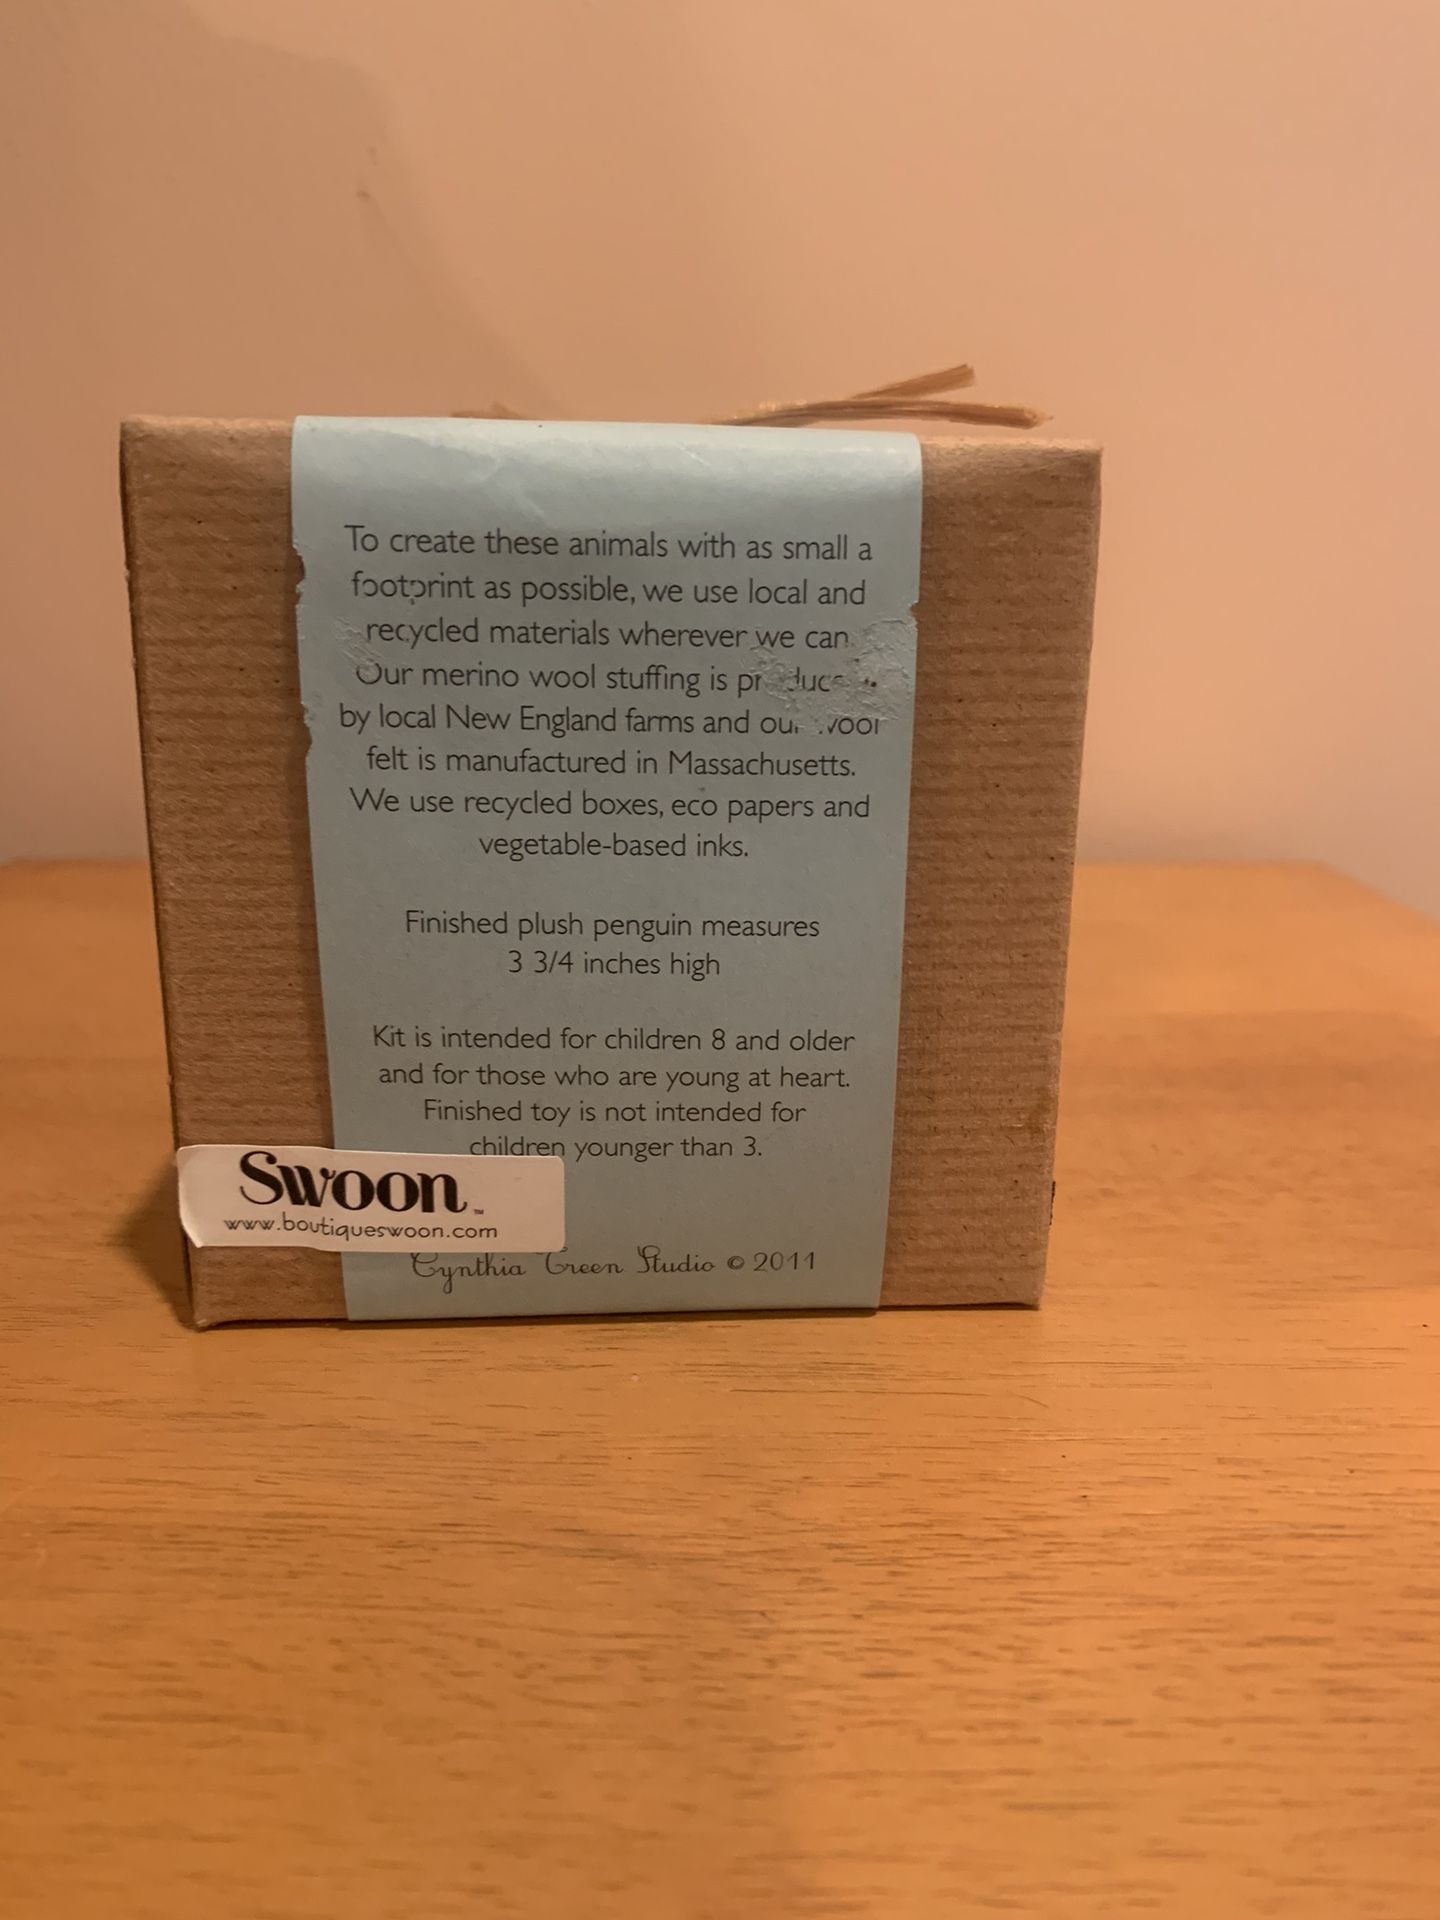 To create these animals with as small a
footprint as possible, we use local and
recycled materials wherever we can
Our merino wool stuffing is produced
by local New England farms and our wool
felt is manufactured in Massachusetts.
We use recycled boxes, eco papers and
vegetable-based inks.
Finished plush penguin measures
3 3/4 inches high
Kit is intended for children 8 and older
and for those who are young at heart.
Finished toy is not intended for
children younger than 3.
Swoon™
www.boutiqueswoon.com
Cynthia Green Studio © 2011